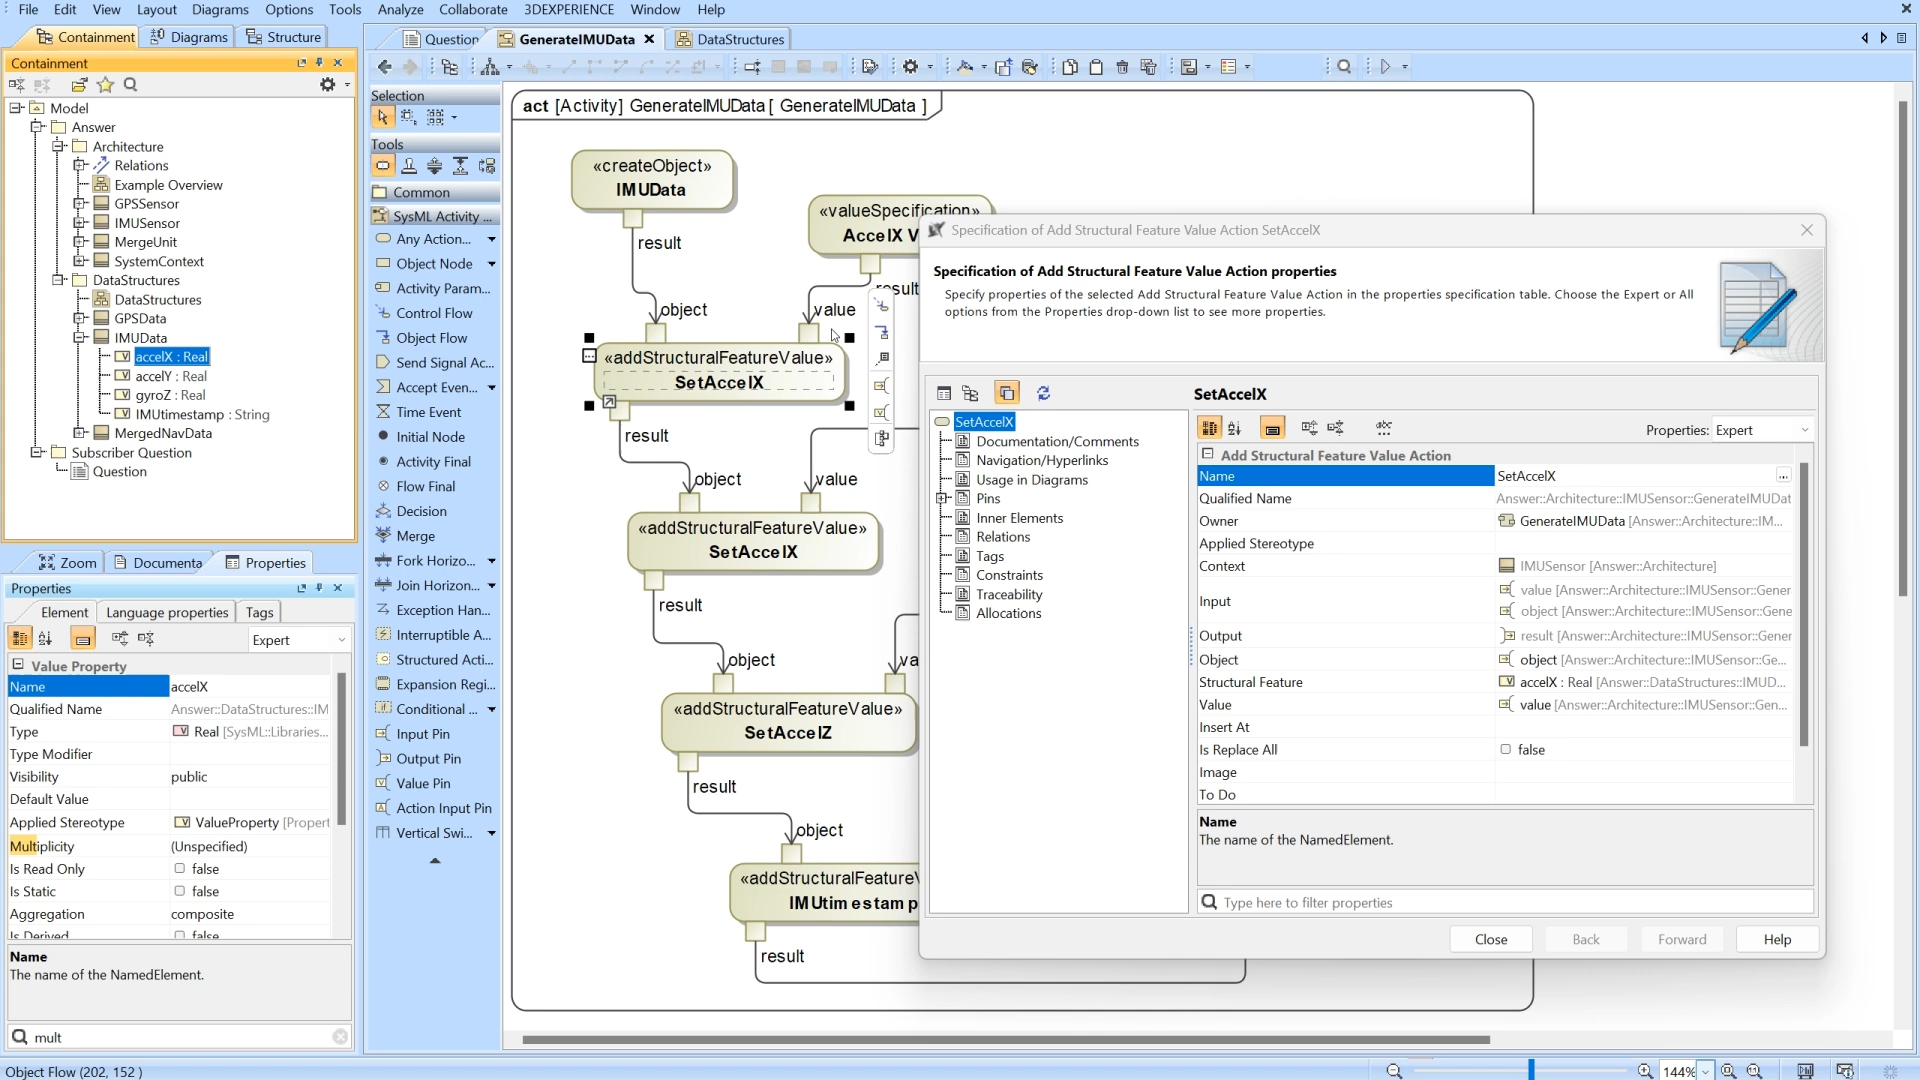 File Edit View Layout Diagrams Options Tools Analyze Collaborate 3DEXPERIENCE Window Help
Containment Diagrams Structure
Question GenerateIMUData DataStructures
Containment
Model
Answer
Architecture
Relations
Example Overview
GPSSensor
IMUSensor
MergeUnit
SystemContext
DataStructures
DataStructures
GPSData
IMUData
accelX : Real
accelY : Real
gyroZ : Real
IMUtimestamp : String
MergedNavData
Subscriber Question
Question
Zoom Documenta Properties
Properties
Element Language properties Tags
Expert
Value Property
Name accelX
Qualified Name Answer::DataStructures::IM
Type Real [SysML::Libraries...
Type Modifier
Visibility public
Default Value
Applied Stereotype ValueProperty [Propert
Multiplicity (Unspecified)
Is Read Only false
Is Static false
Aggregation composite
Is Derived false
Name
The name of the NamedElement.
mult
Object Flow (202, 152 )
Selection
Tools
Common
SysML Activity ...
Any Action...
Object Node
Activity Param...
Control Flow
Object Flow
Send Signal Ac...
Accept Even...
Time Event
Initial Node
Activity Final
Flow Final
Decision
Merge
Fork Horizo...
Join Horizon...
Exception Han...
Interruptible A...
Structured Acti...
Expansion Regi...
Conditional ...
Input Pin
Output Pin
Value Pin
Action Input Pin
Vertical Swi...
act [Activity] GenerateIMUData [ GenerateIMUData ]
«createObject»
IMUData
result
«valueSpecification»
AccelX V
result
object
value
«addStructuralFeatureValue»
SetAccelX
result
object
value
«addStructuralFeatureValue»
SetAccelX
result
object
va
«addStructuralFeatureValue»
SetAccelZ
result
object
«addStructuralFeatureV
IMUtimestamp
result
Specification of Add Structural Feature Value Action SetAccelX
Specification of Add Structural Feature Value Action properties
Specify properties of the selected Add Structural Feature Value Action in the properties specification table. Choose the Expert or All
options from the Properties drop-down list to see more properties.
SetAccelX
SetAccelX
Documentation/Comments
Navigation/Hyperlinks
Usage in Diagrams
Pins
Inner Elements
Relations
Tags
Constraints
Traceability
Allocations
Properties: Expert
Add Structural Feature Value Action
Name SetAccelX ...
Qualified Name Answer::Architecture::IMUSensor::GenerateIMUDat
Owner GenerateIMUData [Answer::Architecture::IM...
Applied Stereotype
Context IMUSensor [Answer::Architecture]
Input value [Answer::Architecture::IMUSensor::Gener
object [Answer::Architecture::IMUSensor::Gene
Output result [Answer::Architecture::IMUSensor::Gener
Object object [Answer::Architecture::IMUSensor::Ge...
Structural Feature accelX : Real [Answer::DataStructures::IMUD...
Value value [Answer::Architecture::IMUSensor::Gen...
Insert At
Is Replace All false
Image
To Do
Name
The name of the NamedElement.
Type here to filter properties
Close Back Forward Help
144%